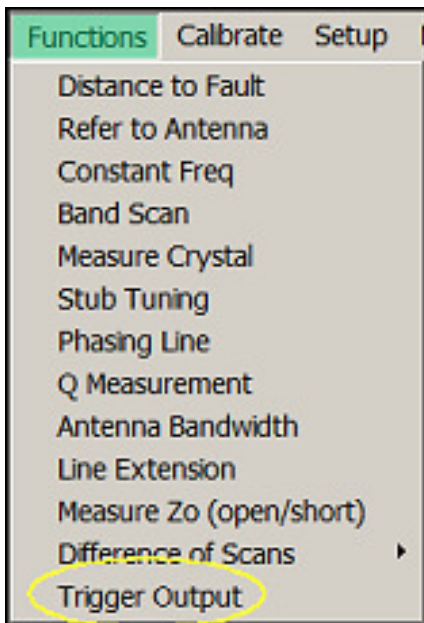 Functions Calibrate Setup
Distance to Fault
Refer to Antenna
Constant Freq
Band Scan
Measure Crystal
Stub Tuning
Phasing Line
Q Measurement
Antenna Bandwidth
Line Extension
Measure Zo (open/short)
Difference of Scans
Trigger Output